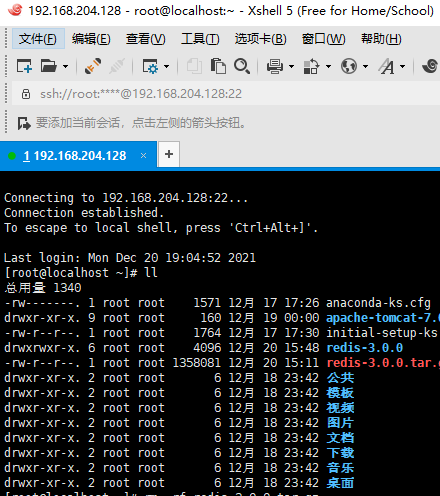 192.168.204.128 - root@localhost:~ - Xshell 5 (Free for Home/School)
文件(F) 编辑(E) 查看(V) 工具(T) 选项卡(B) 窗口(W) 帮助(H)
ssh://root:****@192.168.204.128:22
要添加当前会话，点击左侧的箭头按钮。
1 192.168.204.128 × +
Connecting to 192.168.204.128:22...
Connection established.
To escape to local shell, press 'Ctrl+Alt+]'.
Last login: Mon Dec 20 19:04:52 2021
[root@localhost ~]# ll
总用量 1340
-rw-------. 1 root root 1571 12月 17 17:26 anaconda-ks.cfg
drwxr-xr-x. 9 root root 160 12月 19 00:00 apache-tomcat-7.0
-rw-r--r--. 1 root root 1764 12月 17 17:30 initial-setup-ks
drwxrwxr-x. 6 root root 4096 12月 20 15:48 redis-3.0.0
-rw-r--r--. 1 root root 1358081 12月 20 15:11 redis-3.0.0.tar.g
drwxr-xr-x. 2 root root 6 12月 18 23:42 公共
drwxr-xr-x. 2 root root 6 12月 18 23:42 模板
drwxr-xr-x. 2 root root 6 12月 18 23:42 视频
drwxr-xr-x. 2 root root 6 12月 18 23:42 图片
drwxr-xr-x. 2 root root 6 12月 18 23:42 文档
drwxr-xr-x. 2 root root 6 12月 18 23:42 下载
drwxr-xr-x. 2 root root 6 12月 18 23:42 音乐
drwxr-xr-x. 2 root root 6 12月 18 23:42 桌面